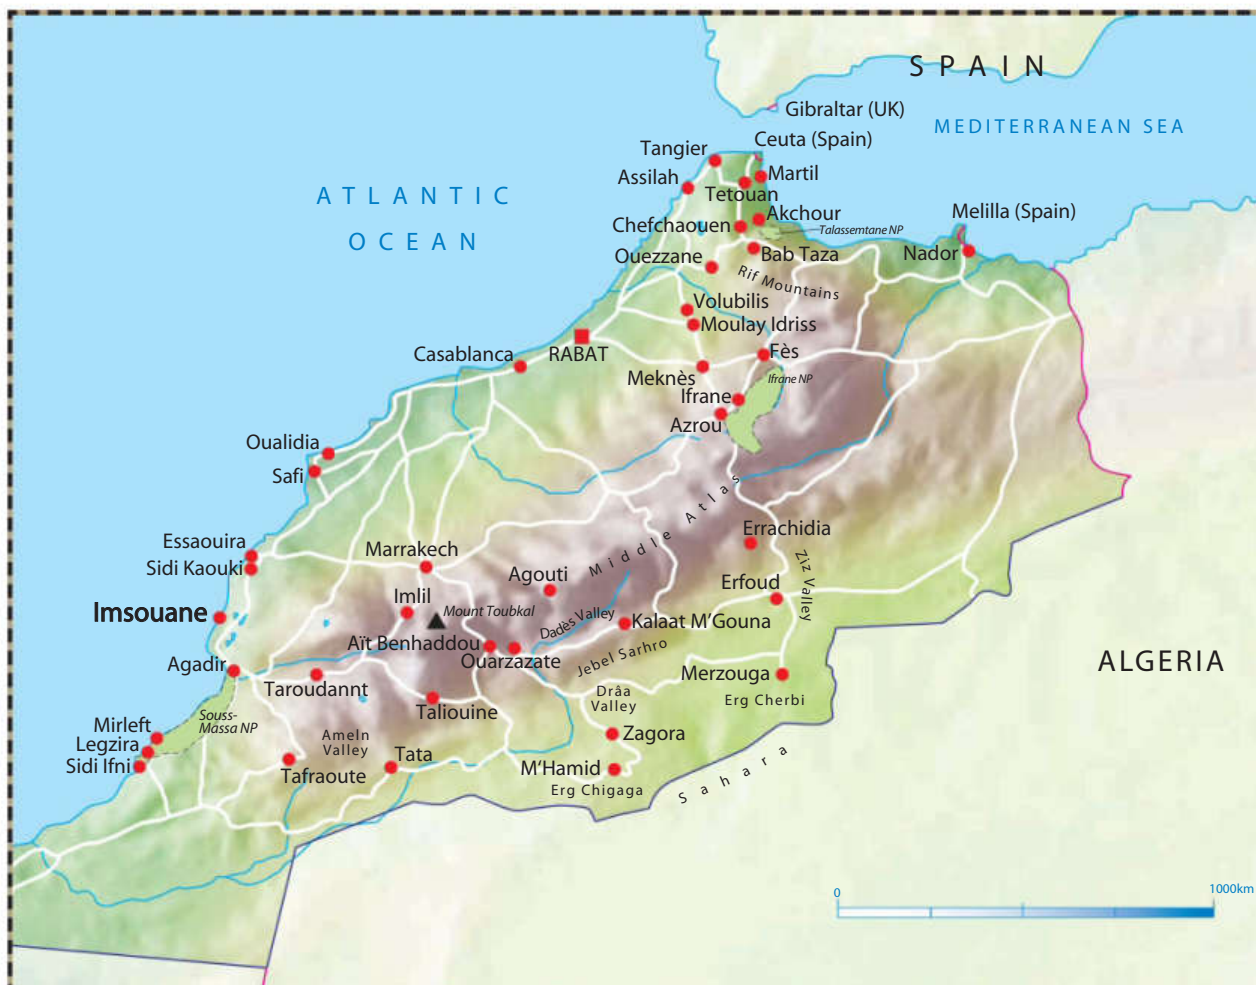 SPAIN
Gibraltar (UK)
MEDITERRANEAN SEA
Ceuta (Spain)
Tangier
Martil
Assilah
Tetouan
ATLANTIC
OCEAN
Akchour
Melilla (Spain)
Chefchaouen
Talassemtane NP
Ouezzane
Bab Taza
Nador
Rif Mountains
Volubilis
Moulay Idriss
RABAT
Casablanca
Fès
Meknès
Ifrane NP
Ifrane
Azrou
Oualidia
Safi
Middle Atlas
Essaouira
Sidi Kaouki
Marrakech
Errachidia
Ziz Valley
Agouti
Erfoud
Imlil
Mount Toubkal
Imsouane
Dadès Valley
Kalaat M'Gouna
Aït Benhaddou
Ouarzazate
Jebel Sarhro
ALGERIA
Agadir
Taroudannt
Merzouga
Taliouine
Drâa
Valley
Erg Cherbi
Souss-
Massa NP
Mirleft
Legzira
Sidi Ifni
Ameln
Valley
Zagora
Tata
Tafraoute
M'Hamid
Erg Chigaga
Sahara
0
1000km